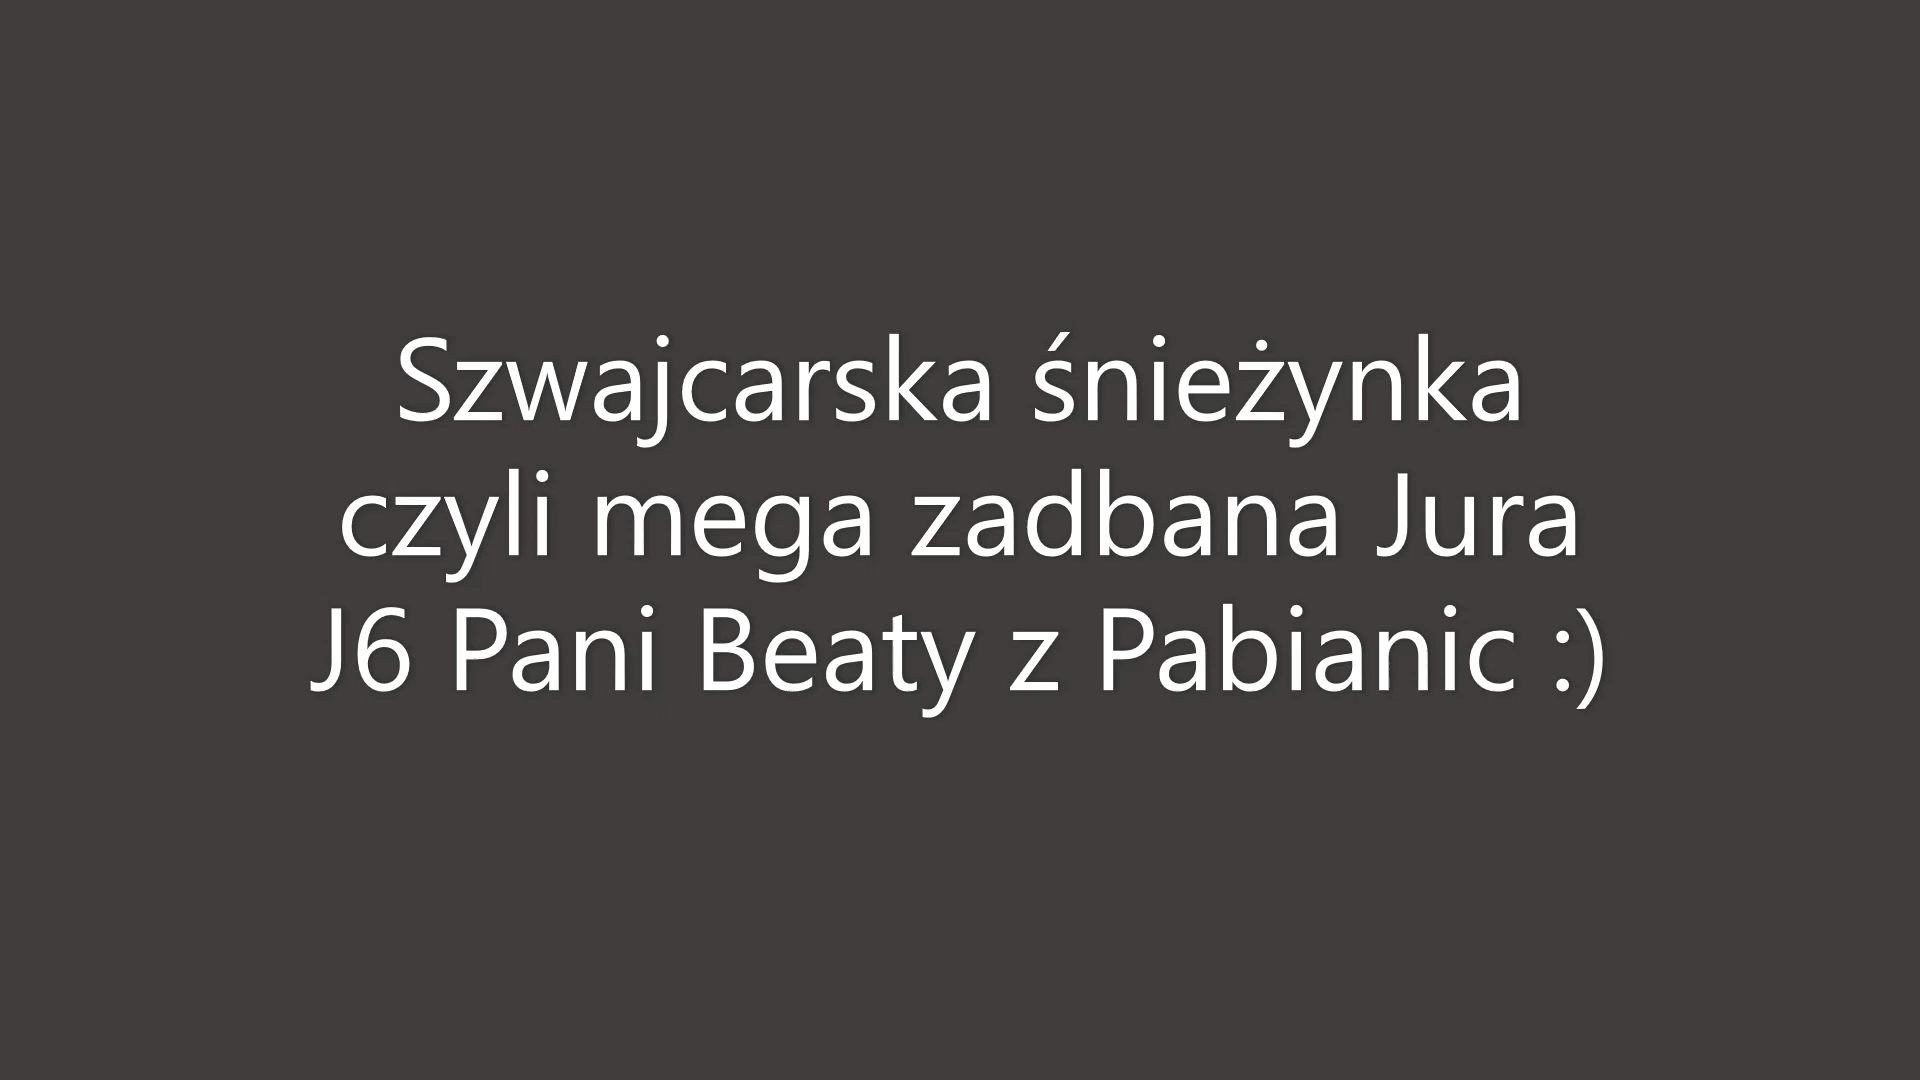 Szwajcarska śnieżynka
czyli mega zadbana Jura
J6 Pani Beaty z Pabianic :)